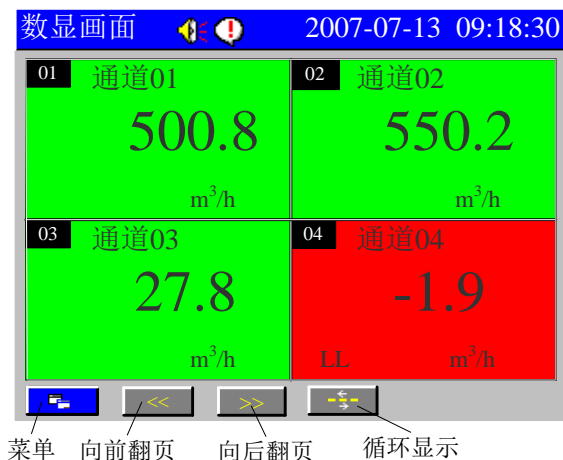 数显画面 2007-07-13 09:18:30
01 通道01
500.8
m³/h
02 通道02
550.2
m³/h
03 通道03
27.8
m³/h
04 通道04
-1.9
LL m³/h
<< >>
菜单 向前翻页 向后翻页 循环显示